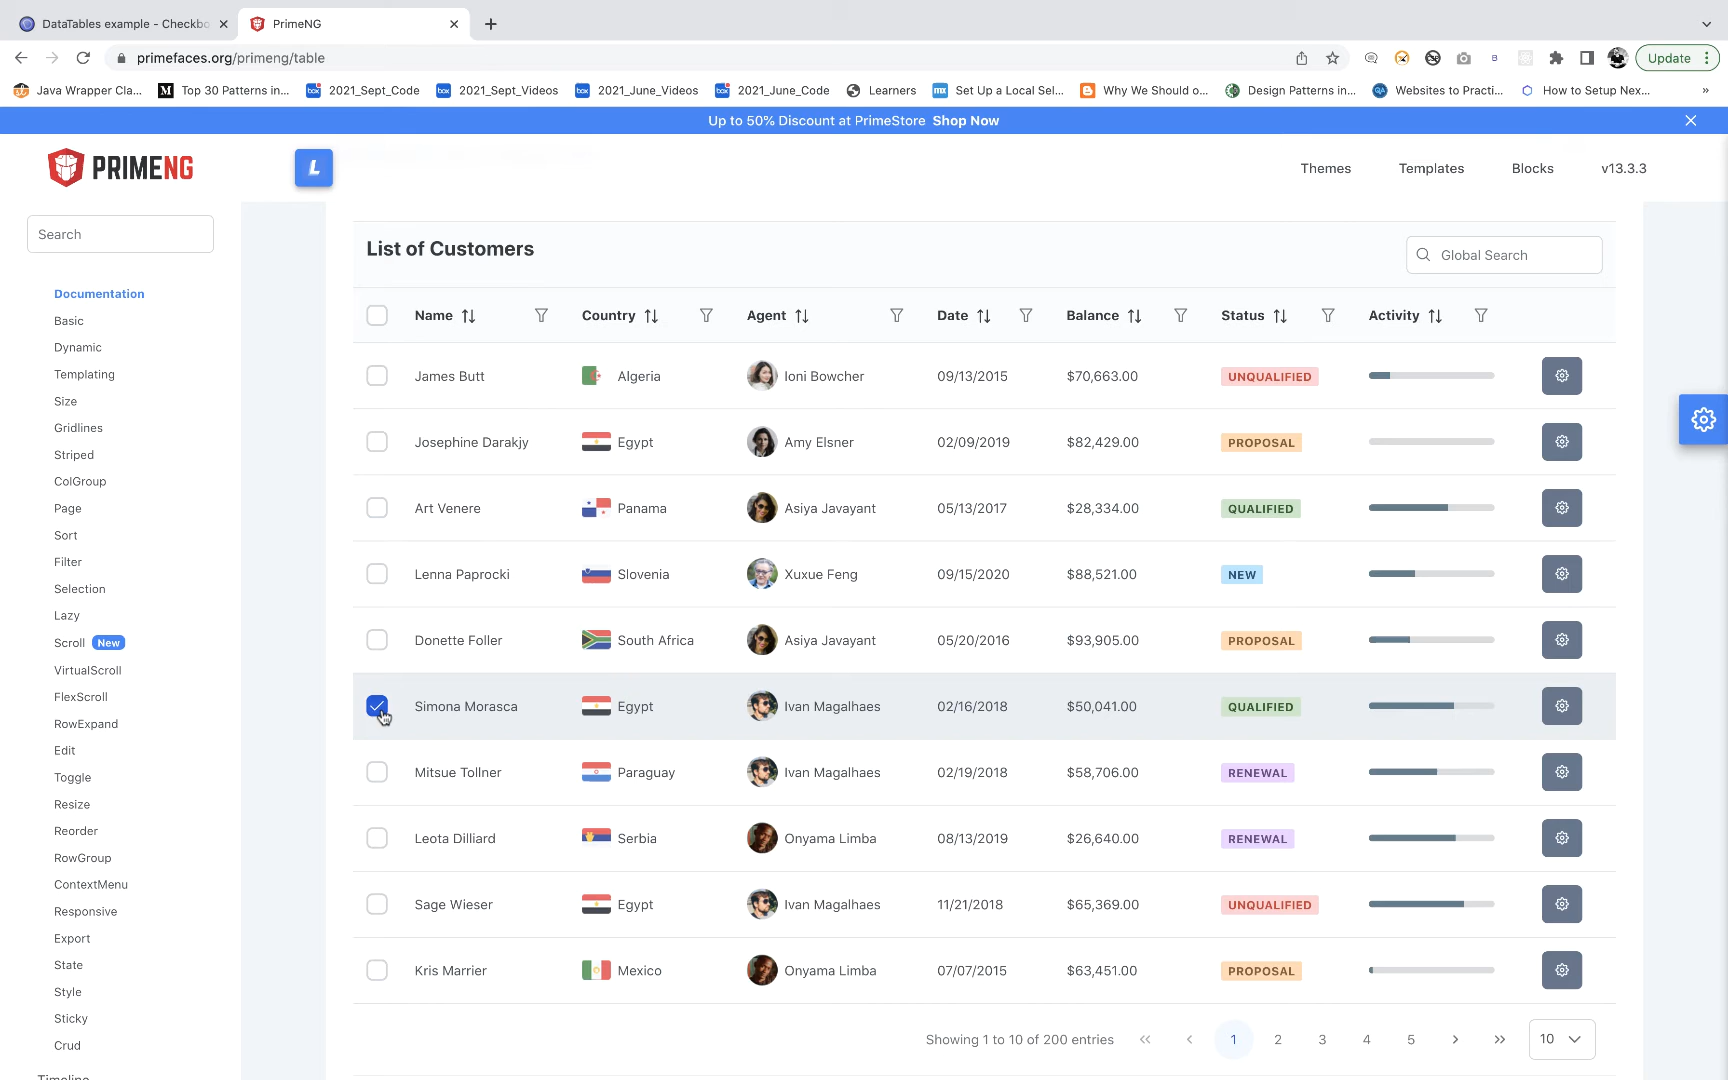 DataTables example - Checkbo
PrimeNG
primefaces.org/primeng/table
Update
Java Wrapper Cla...
Top 30 Patterns in...
2021_Sept_Code
2021_Sept_Videos
2021_June_Videos
2021_June_Code
Learners
Set Up a Local Sel...
Why We Should o...
Design Patterns in...
Websites to Practi...
How to Setup Nex...
»
Up to 50% Discount at PrimeStore Shop Now
PRIMENG
L
Themes
Templates
Blocks
v13.3.3
Search
Documentation
Basic
Dynamic
Templating
Size
Gridlines
Striped
ColGroup
Page
Sort
Filter
Selection
Lazy
Scroll New
VirtualScroll
FlexScroll
RowExpand
Edit
Toggle
Resize
Reorder
RowGroup
ContextMenu
Responsive
Export
State
Style
Sticky
Crud
Timeline
List of Customers
Global Search
Name Country Agent Date Balance Status Activity
James Butt Algeria Ioni Bowcher 09/13/2015 $70,663.00 UNQUALIFIED
Josephine Darakjy Egypt Amy Elsner 02/09/2019 $82,429.00 PROPOSAL
Art Venere Panama Asiya Javayant 05/13/2017 $28,334.00 QUALIFIED
Lenna Paprocki Slovenia Xuxue Feng 09/15/2020 $88,521.00 NEW
Donette Foller South Africa Asiya Javayant 05/20/2016 $93,905.00 PROPOSAL
Simona Morasca Egypt Ivan Magalhaes 02/16/2018 $50,041.00 QUALIFIED
Mitsue Tollner Paraguay Ivan Magalhaes 02/19/2018 $58,706.00 RENEWAL
Leota Dilliard Serbia Onyama Limba 08/13/2019 $26,640.00 RENEWAL
Sage Wieser Egypt Ivan Magalhaes 11/21/2018 $65,369.00 UNQUALIFIED
Kris Marrier Mexico Onyama Limba 07/07/2015 $63,451.00 PROPOSAL
Showing 1 to 10 of 200 entries 1 2 3 4 5 10